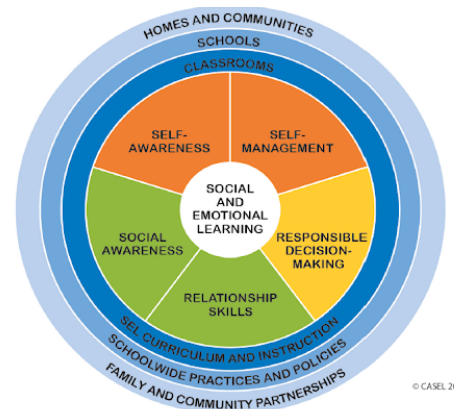 HOMES AND COMMUNITIES
SCHOOLS
CLASSROOMS
SELF-
AWARENESS
SELF-
MANAGEMENT
SOCIAL
AND
EMOTIONAL
LEARNING
SOCIAL
AWARENESS
RESPONSIBLE
DECISION-
MAKING
RELATIONSHIP
SKILLS
SEL CURRICULUM AND INSTRUCTION
SCHOOLWIDE PRACTICES AND POLICIES
FAMILY AND COMMUNITY PARTNERSHIPS
© CASEL